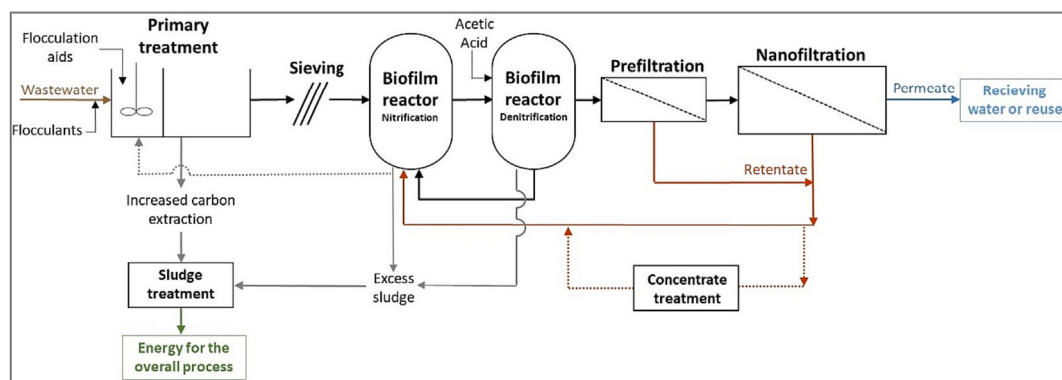 Flocculation
aids
Primary
treatment
Wastewater
Flocculants
Sieving
Biofilm
reactor
Nitrification
Acetic
Acid
Biofilm
reactor
Denitrification
Prefiltration
Nanofiltration
Permeate
Recieving
water or reuse
Retentate
Increased carbon
extraction
Sludge
treatment
Excess
sludge
Concentrate
treatment
Energy for the
overall process